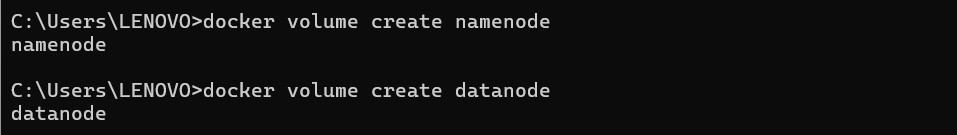 C:\Users\LENOVO>docker volume create namenode
namenode
C:\Users\LENOVO>docker volume create datanode
datanode